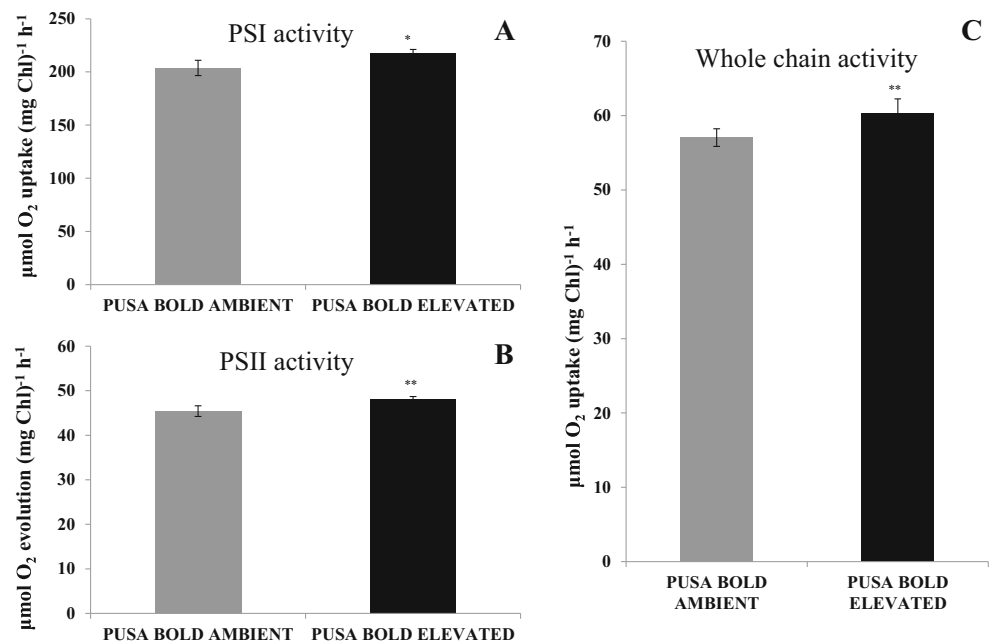 PSI activity
A
*
µmol O₂ uptake (mg Chl)⁻¹ h⁻¹
250
200
150
100
50
0
PUSA BOLD AMBIENT PUSA BOLD ELEVATED
PSII activity
B
**
µmol O₂ evolution (mg Chl)⁻¹ h⁻¹
60
50
40
30
20
10
0
PUSA BOLD AMBIENT PUSA BOLD ELEVATED
C
Whole chain activity
**
µmol O₂ uptake (mg Chl)⁻¹ h⁻¹
70
60
50
40
30
20
10
0
PUSA BOLD
AMBIENT
PUSA BOLD
ELEVATED